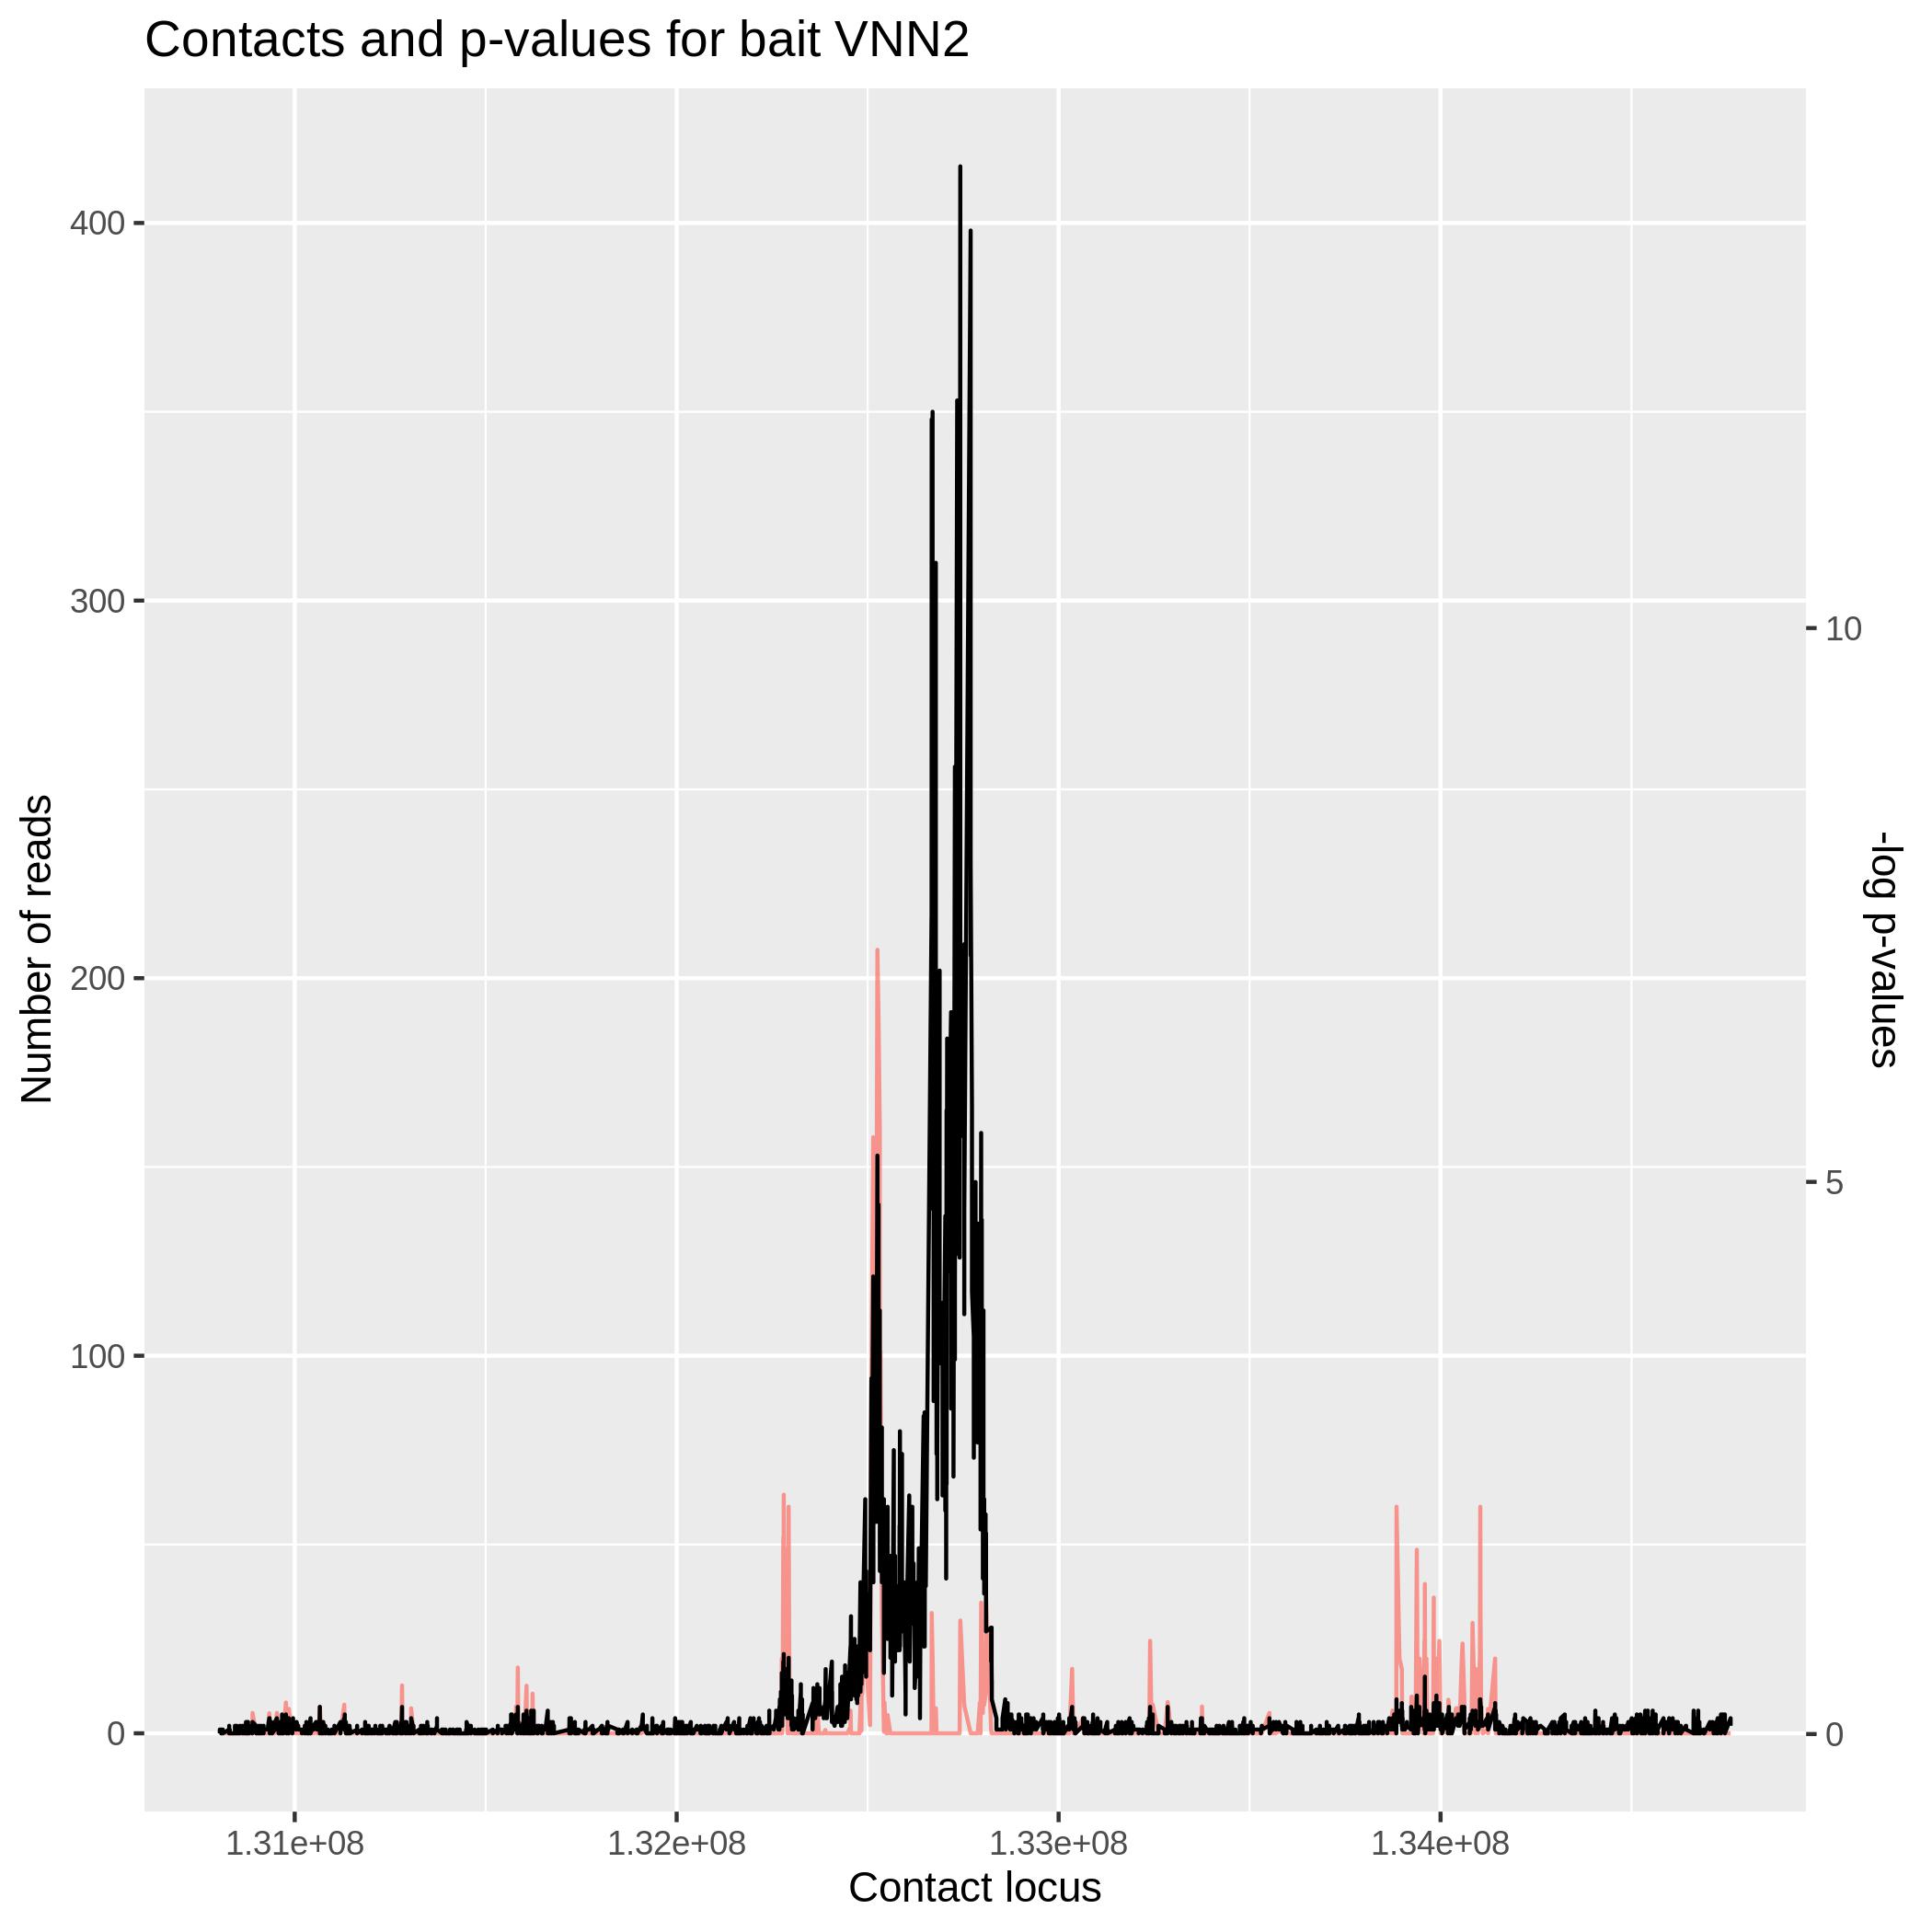 Contacts and p-values for bait VNN2
400
300
200
100
0
Number of reads
10
5
0
-log p-values
1.31e+08
1.32e+08
1.33e+08
1.34e+08
Contact locus